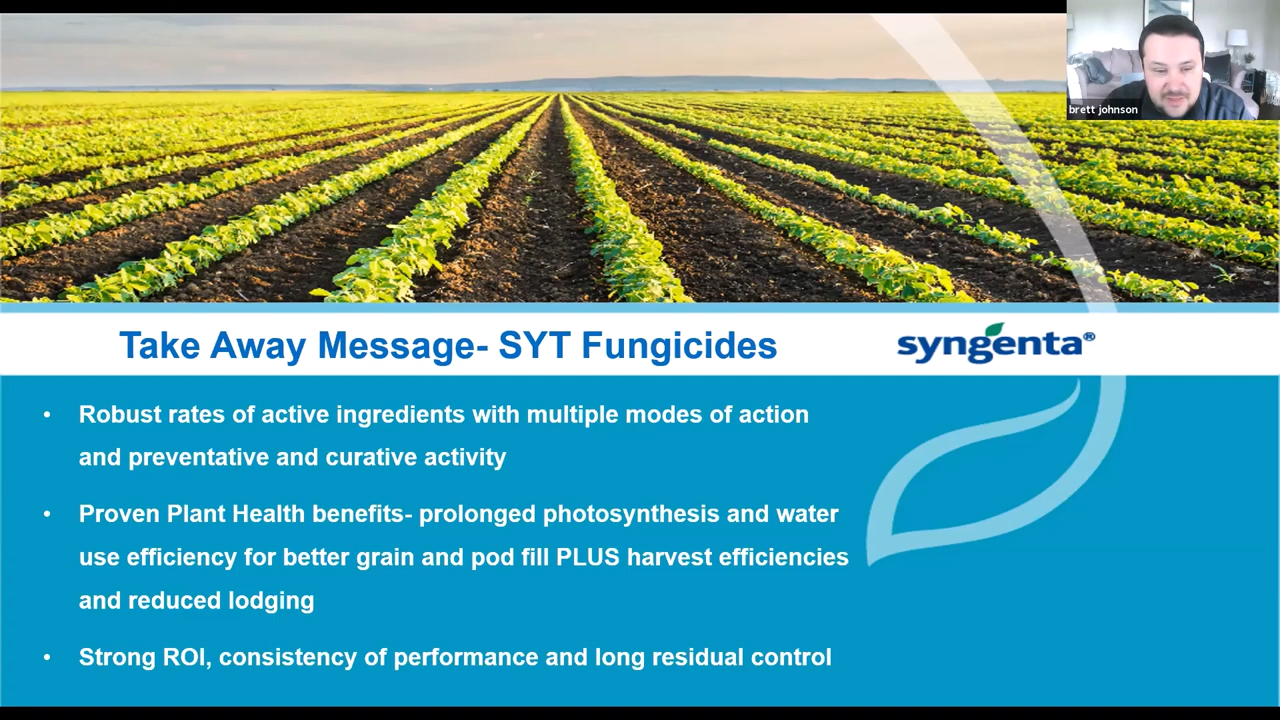 brett johnson
Take Away Message- SYT Fungicides
syngenta®
• Robust rates of active ingredients with multiple modes of action
and preventative and curative activity
• Proven Plant Health benefits- prolonged photosynthesis and water
use efficiency for better grain and pod fill PLUS harvest efficiencies
and reduced lodging
• Strong ROI, consistency of performance and long residual control